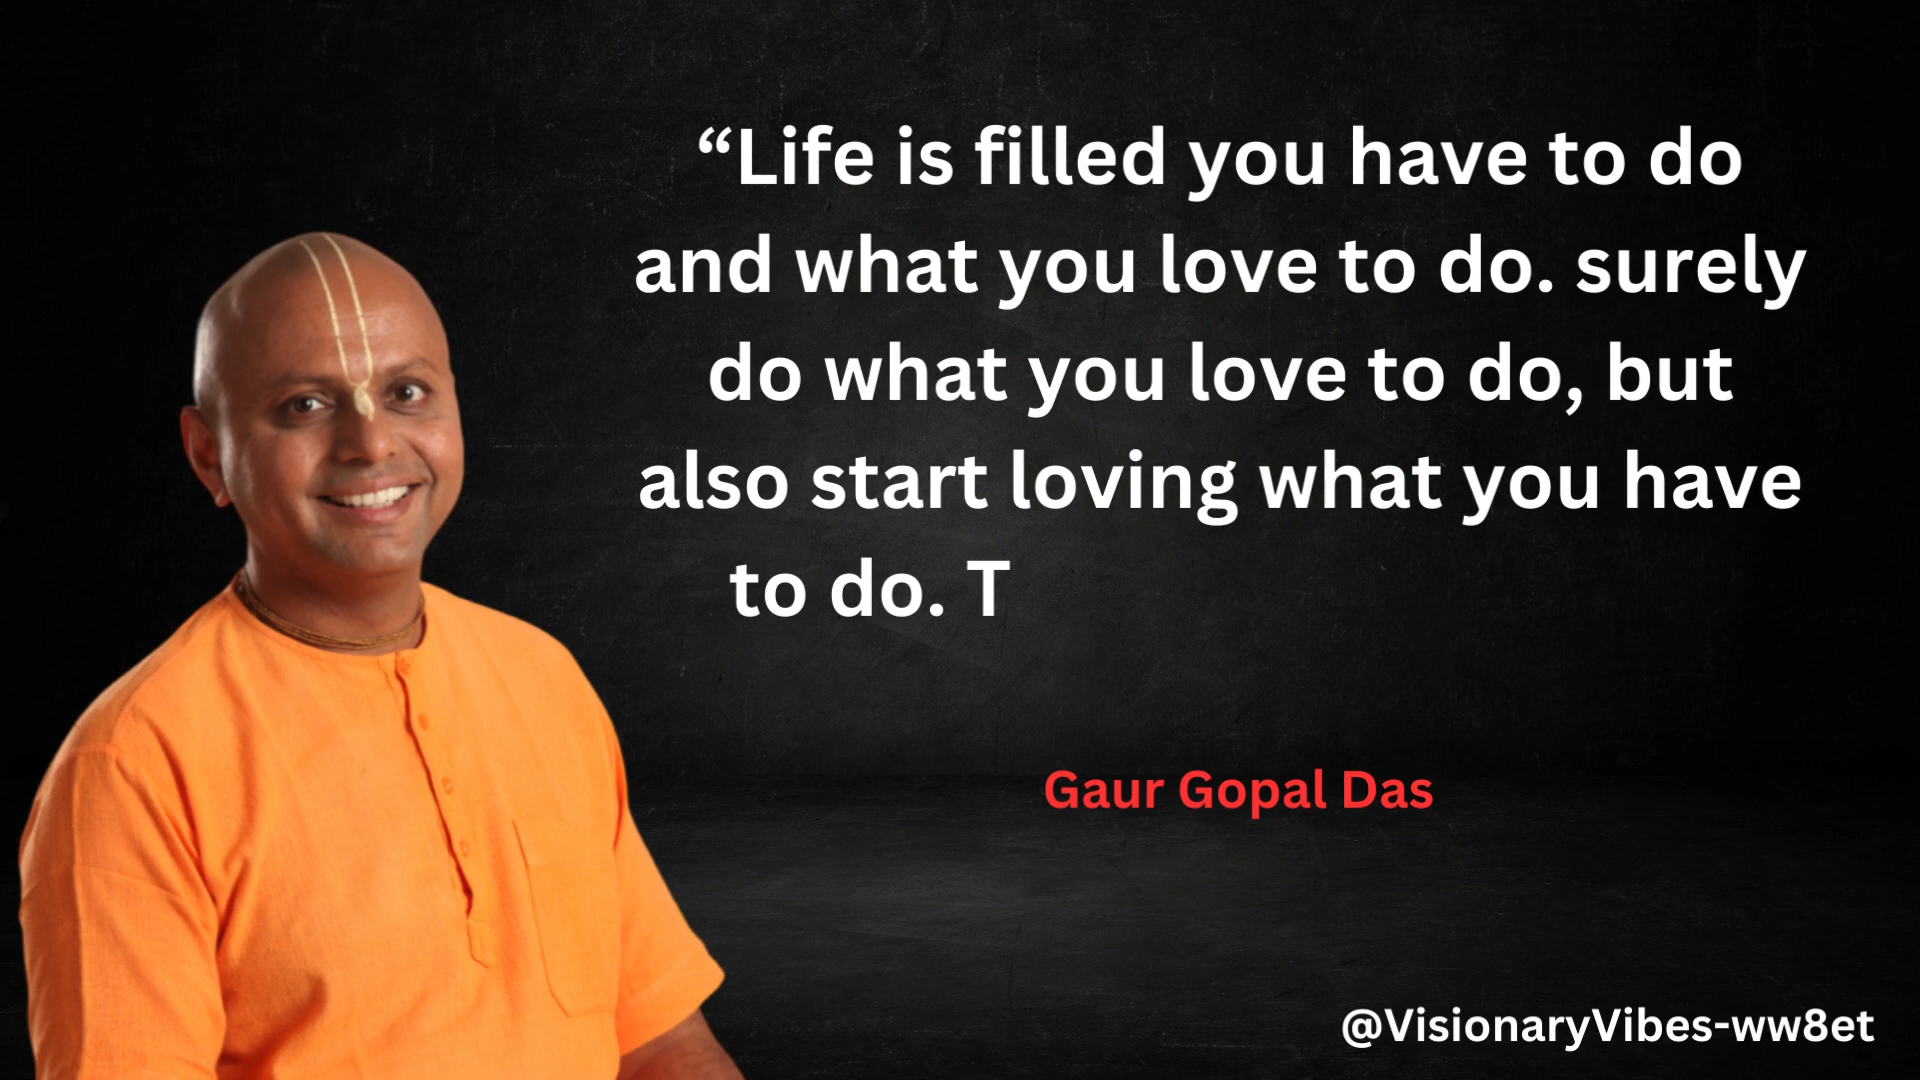 “Life is filled you have to do
and what you love to do. surely
do what you love to do, but
also start loving what you have
to do. T
Gaur Gopal Das
@VisionaryVibes-ww8et